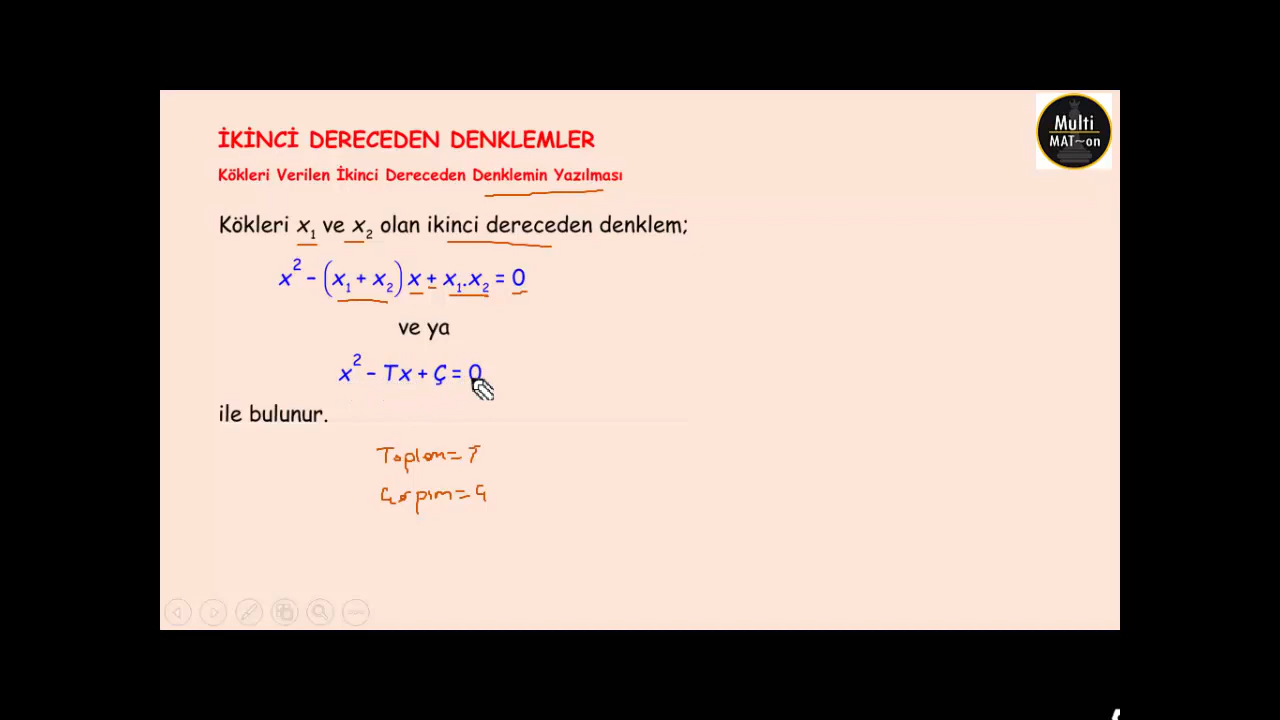 Multi
MAT~on
İKİNCİ DERECEDEN DENKLEMLER
Kökleri Verilen İkinci Dereceden Denklemin Yazılması
Kökleri x₁ ve x₂ olan ikinci dereceden denklem;
x² - (x₁ + x₂) x + x₁.x₂ = 0
ve ya
x² - Tx + Ç = 0
ile bulunur.
Toplam = T
Çarpım = Ç